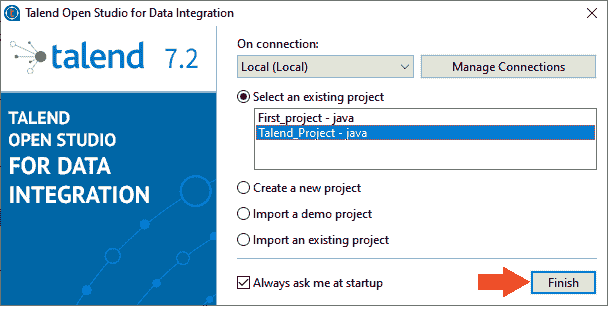 Talend Open Studio for Data Integration
talend 7.2
TALEND
OPEN STUDIO
FOR DATA
INTEGRATION
On connection:
Local (Local)
Manage Connections
Select an existing project
First_project - java
Talend_Project - java
Create a new project
Import a demo project
Import an existing project
Always ask me at startup
Finish